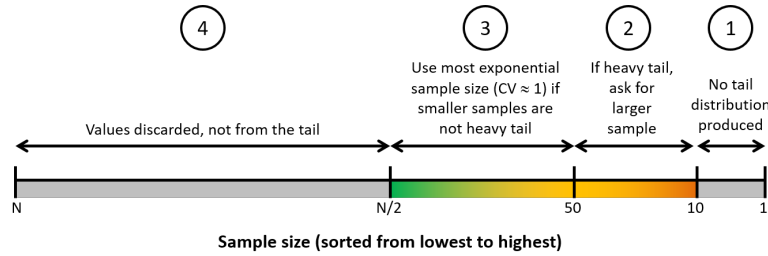 4
3
2
1
Values discarded, not from the tail
Use most exponential
sample size (CV ≈ 1) if
smaller samples are
not heavy tail
If heavy tail,
ask for
larger
sample
No tail
distribution
produced
N
N/2
50
10
1
Sample size (sorted from lowest to highest)